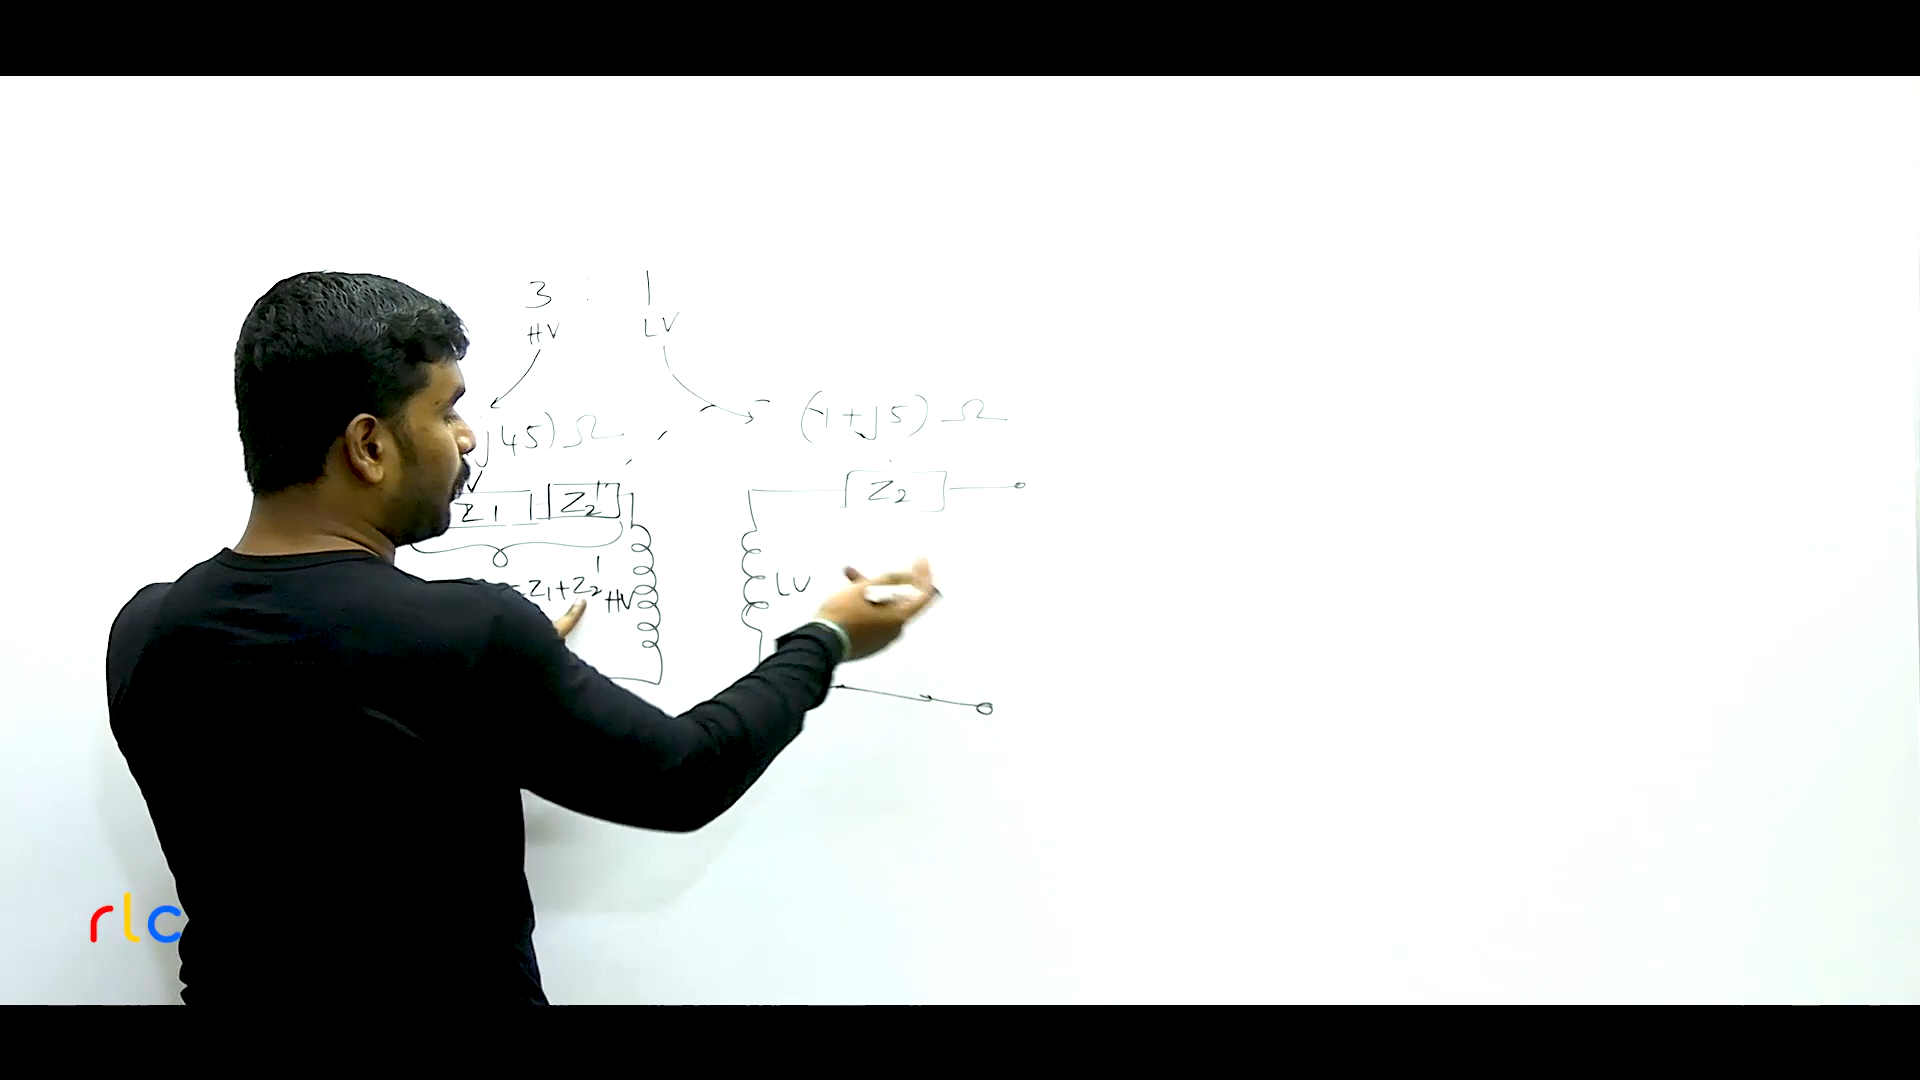 3 : 1
HV LV
j45) Ω
(1+j5) Ω
Z1 Z2'
Z2
=Z1+Z2'
HV
LV
rlc